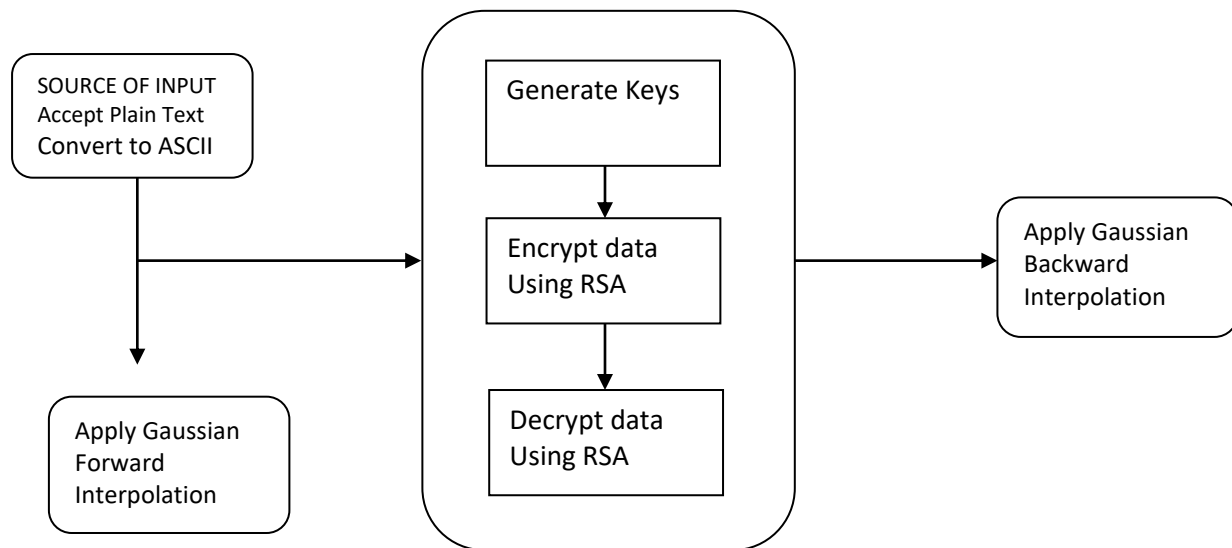 SOURCE OF INPUT
Accept Plain Text
Convert to ASCII
Apply Gaussian
Forward
Interpolation
Generate Keys
Encrypt data
Using RSA
Decrypt data
Using RSA
Apply Gaussian
Backward
Interpolation